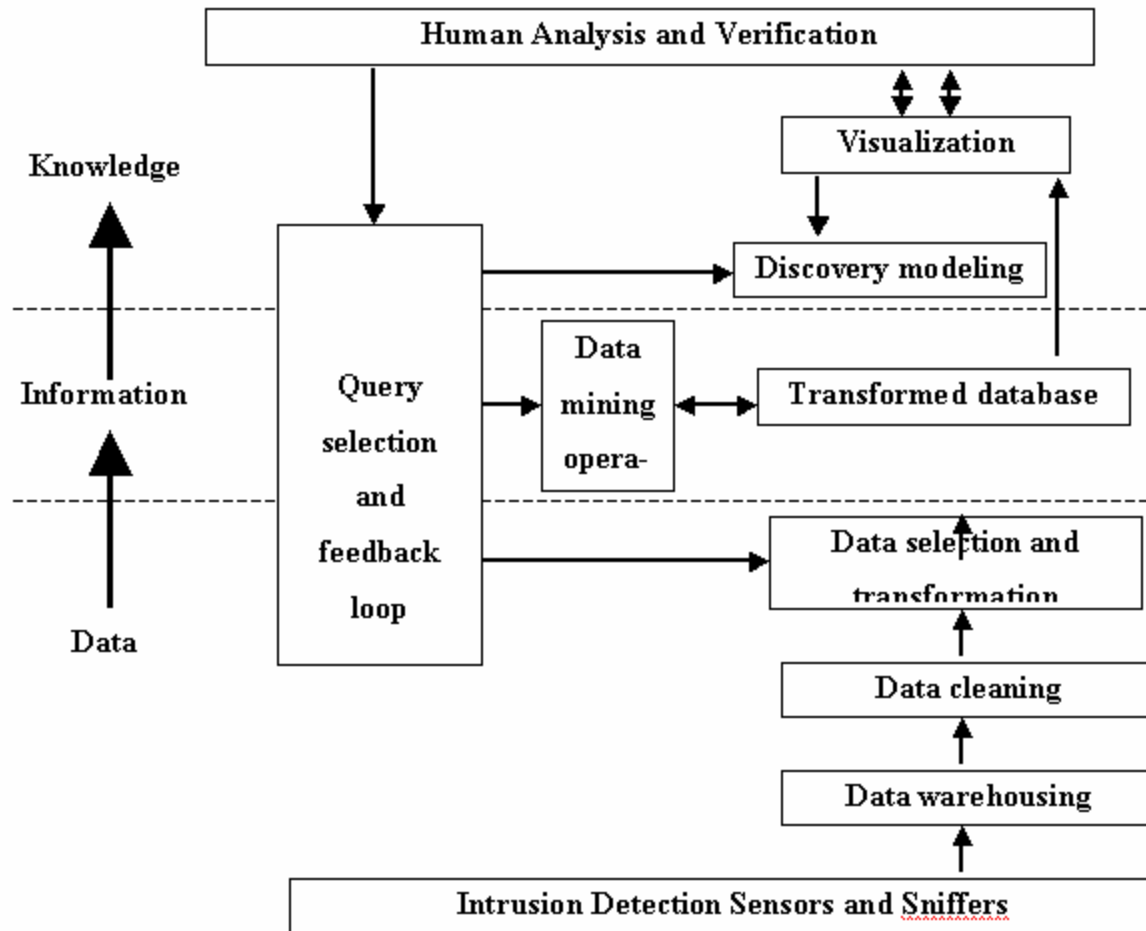 Human Analysis and Verification
Visualization
Knowledge
Discovery modeling
Information
Query
selection
and
feedback
loop
Data
mining
opera-
Transformed database
Data selection and
transformation
Data
Data cleaning
Data warehousing
Intrusion Detection Sensors and Sniffers